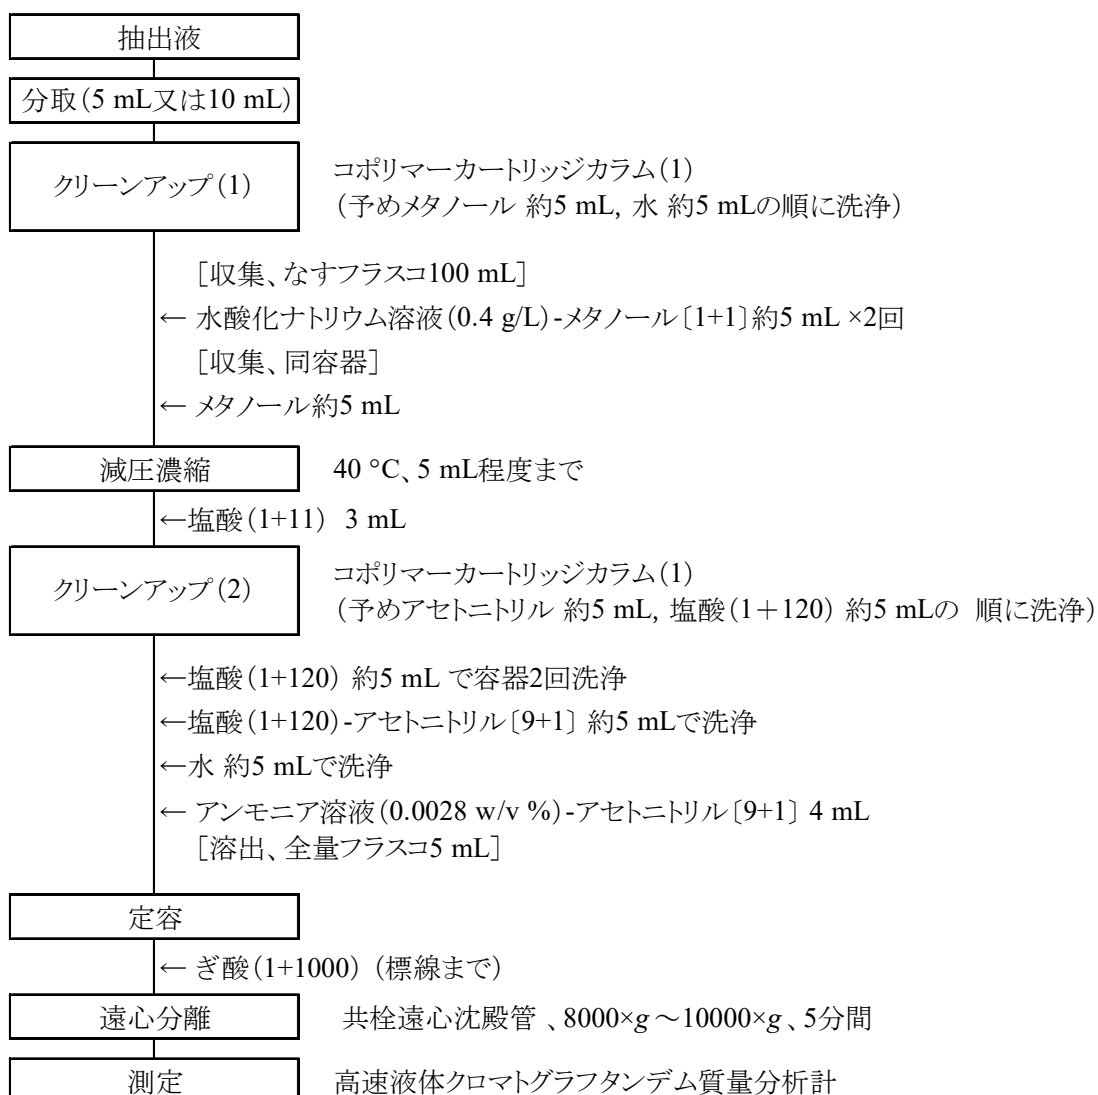 抽出液
分取（5 mL又は10 mL）
クリーンアップ（1）
コポリマーカートリッジカラム（1）
（予めメタノール 約5 mL, 水 約5 mLの順に洗浄）
［収集、なすフラスコ100 mL］
← 水酸化ナトリウム溶液（0.4 g/L）-メタノール〔1+1〕約5 mL ×2回
［収集、同容器］
← メタノール約5 mL
減圧濃縮
40 °C、5 mL程度まで
←塩酸（1+11） 3 mL
クリーンアップ（2）
コポリマーカートリッジカラム（1）
（予めアセトニトリル 約5 mL, 塩酸（1＋120） 約5 mLの 順に洗浄）
←塩酸（1+120） 約5 mL で容器2回洗浄
←塩酸（1+120）-アセトニトリル〔9+1〕 約5 mLで洗浄
←水 約5 mLで洗浄
← アンモニア溶液（0.0028 w/v %）-アセトニトリル〔9+1〕 4 mL
［溶出、全量フラスコ5 mL］
定容
← ぎ酸（1+1000）（標線まで）
遠心分離
共栓遠心沈殿管 、8000×g～10000×g、5分間
測定
高速液体クロマトグラフタンデム質量分析計